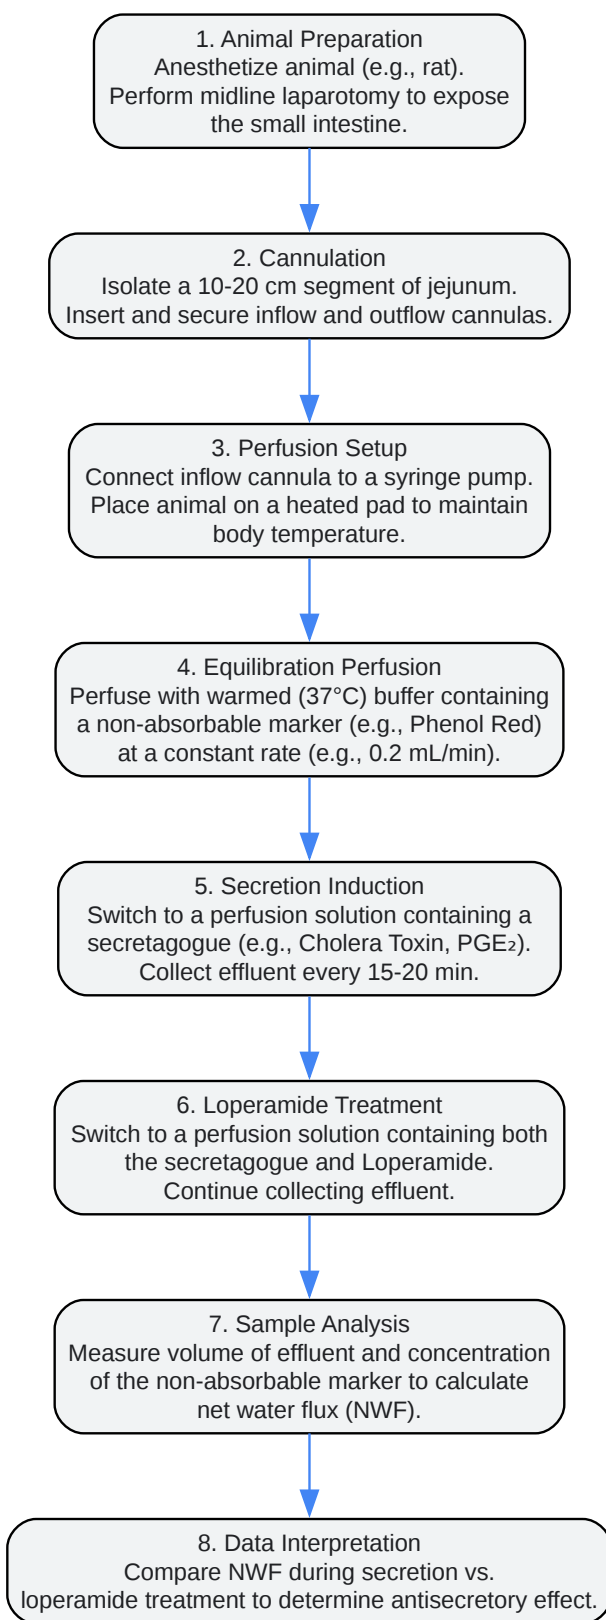 1. Animal Preparation
Anesthetize animal (e.g., rat).
Perform midline laparotomy to expose
the small intestine.
2. Cannulation
Isolate a 10-20 cm segment of jejunum.
Insert and secure inflow and outflow cannulas.
3. Perfusion Setup
Connect inflow cannula to a syringe pump.
Place animal on a heated pad to maintain
body temperature.
4. Equilibration Perfusion
Perfuse with warmed (37°C) buffer containing
a non-absorbable marker (e.g., Phenol Red)
at a constant rate (e.g., 0.2 mL/min).
5. Secretion Induction
Switch to a perfusion solution containing a
secretagogue (e.g., Cholera Toxin, PGE₂).
Collect effluent every 15-20 min.
6. Loperamide Treatment
Switch to a perfusion solution containing both
the secretagogue and Loperamide.
Continue collecting effluent.
7. Sample Analysis
Measure volume of effluent and concentration
of the non-absorbable marker to calculate
net water flux (NWF).
8. Data Interpretation
Compare NWF during secretion vs.
loperamide treatment to determine antisecretory effect.